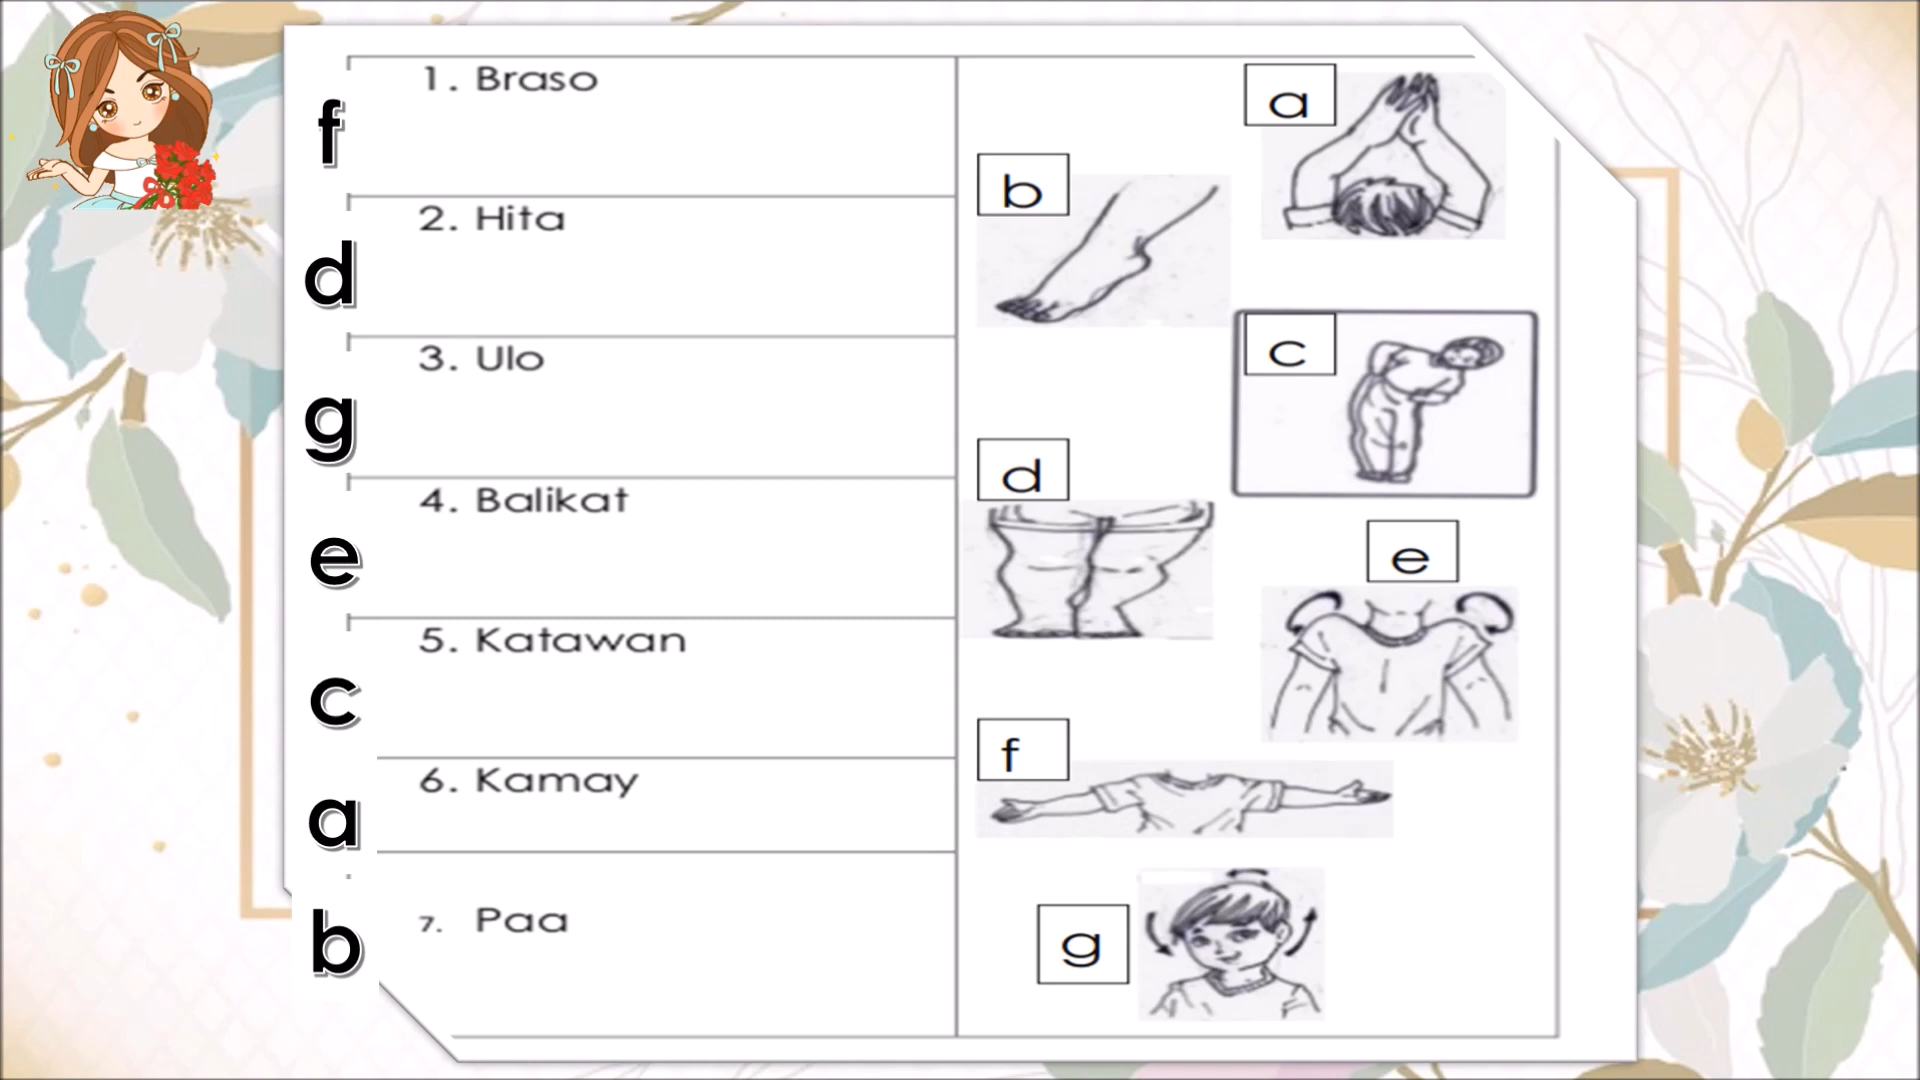 f
1. Braso
d
2. Hita
g
3. Ulo
e
4. Balikat
c
5. Katawan
a
6. Kamay
b
7. Paa
a
b
c
d
e
f
g